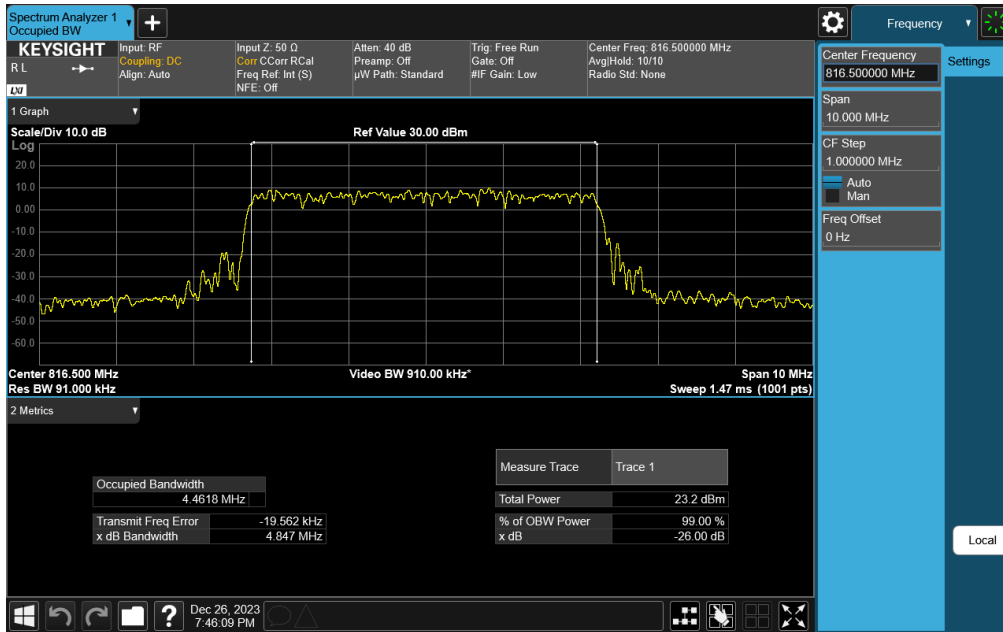 Spectrum Analyzer 1
Occupied BW
Frequency
KEYSIGHT
R L
LXI
Input: RF
Coupling: DC
Align: Auto
Input Z: 50 Ω
Corr CCorr RCal
Freq Ref: Int (S)
NFE: Off
Atten: 40 dB
Preamp: Off
µW Path: Standard
Trig: Free Run
Gate: Off
#IF Gain: Low
Center Freq: 816.500000 MHz
Avg|Hold: 10/10
Radio Std: None
Center Frequency
816.500000 MHz
Settings
Span
10.000 MHz
CF Step
1.000000 MHz
Auto
Man
Freq Offset
0 Hz
Local
1 Graph
Scale/Div 10.0 dB
Ref Value 30.00 dBm
Log
20.0
10.0
0.00
-10.0
-20.0
-30.0
-40.0
-50.0
-60.0
Center 816.500 MHz
Video BW 910.00 kHz*
Span 10 MHz
Res BW 91.000 kHz
Sweep 1.47 ms (1001 pts)
2 Metrics
Occupied Bandwidth
4.4618 MHz
Transmit Freq Error -19.562 kHz
x dB Bandwidth 4.847 MHz
Measure Trace Trace 1
Total Power 23.2 dBm
% of OBW Power 99.00 %
x dB -26.00 dB
?
Dec 26, 2023
7:46:09 PM